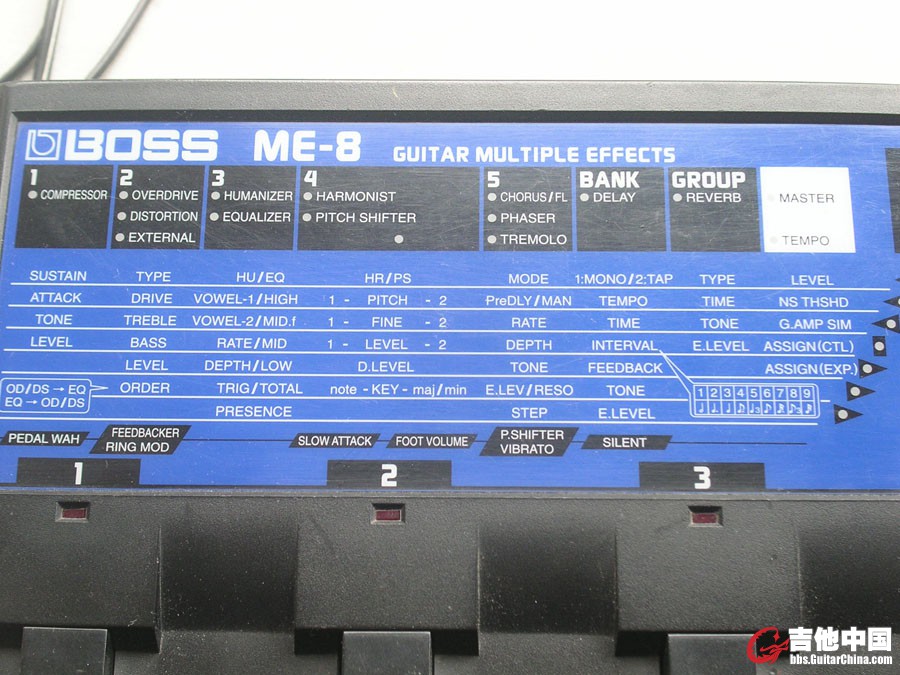 BOSS ME-8 GUITAR MULTIPLE EFFECTS
1 2 3 4 5 BANK GROUP
COMPRESSOR OVERDRIVE HUMANIZER HARMONIST CHORUS/FL DELAY REVERB MASTER
DISTORTION EQUALIZER PITCH SHIFTER PHASER
EXTERNAL TREMOLO TEMPO
SUSTAIN TYPE HU/EQ HR/PS MODE 1:MONO/2:TAP TYPE LEVEL
ATTACK DRIVE VOWEL-1/HIGH 1 - PITCH - 2 PreDLY/MAN TEMPO TIME NS THSHD
TONE TREBLE VOWEL-2/MID.f 1 - FINE - 2 RATE TIME TONE G.AMP SIM
LEVEL BASS RATE/MID 1 - LEVEL - 2 DEPTH INTERVAL E.LEVEL ASSIGN(CTL)
LEVEL DEPTH/LOW D.LEVEL TONE FEEDBACK ASSIGN(EXP.)
OD/DS → EQ
EQ → OD/DS
ORDER TRIG/TOTAL note - KEY - maj/min E.LEV/RESO TONE 1 2 3 4 5 6 7 8 9
PRESENCE STEP E.LEVEL
PEDAL WAH FEEDBACKER SLOW ATTACK FOOT VOLUME P.SHIFTER SILENT
RING MOD VIBRATO
1 2 3
吉他中国
bbs.GuitarChina.com